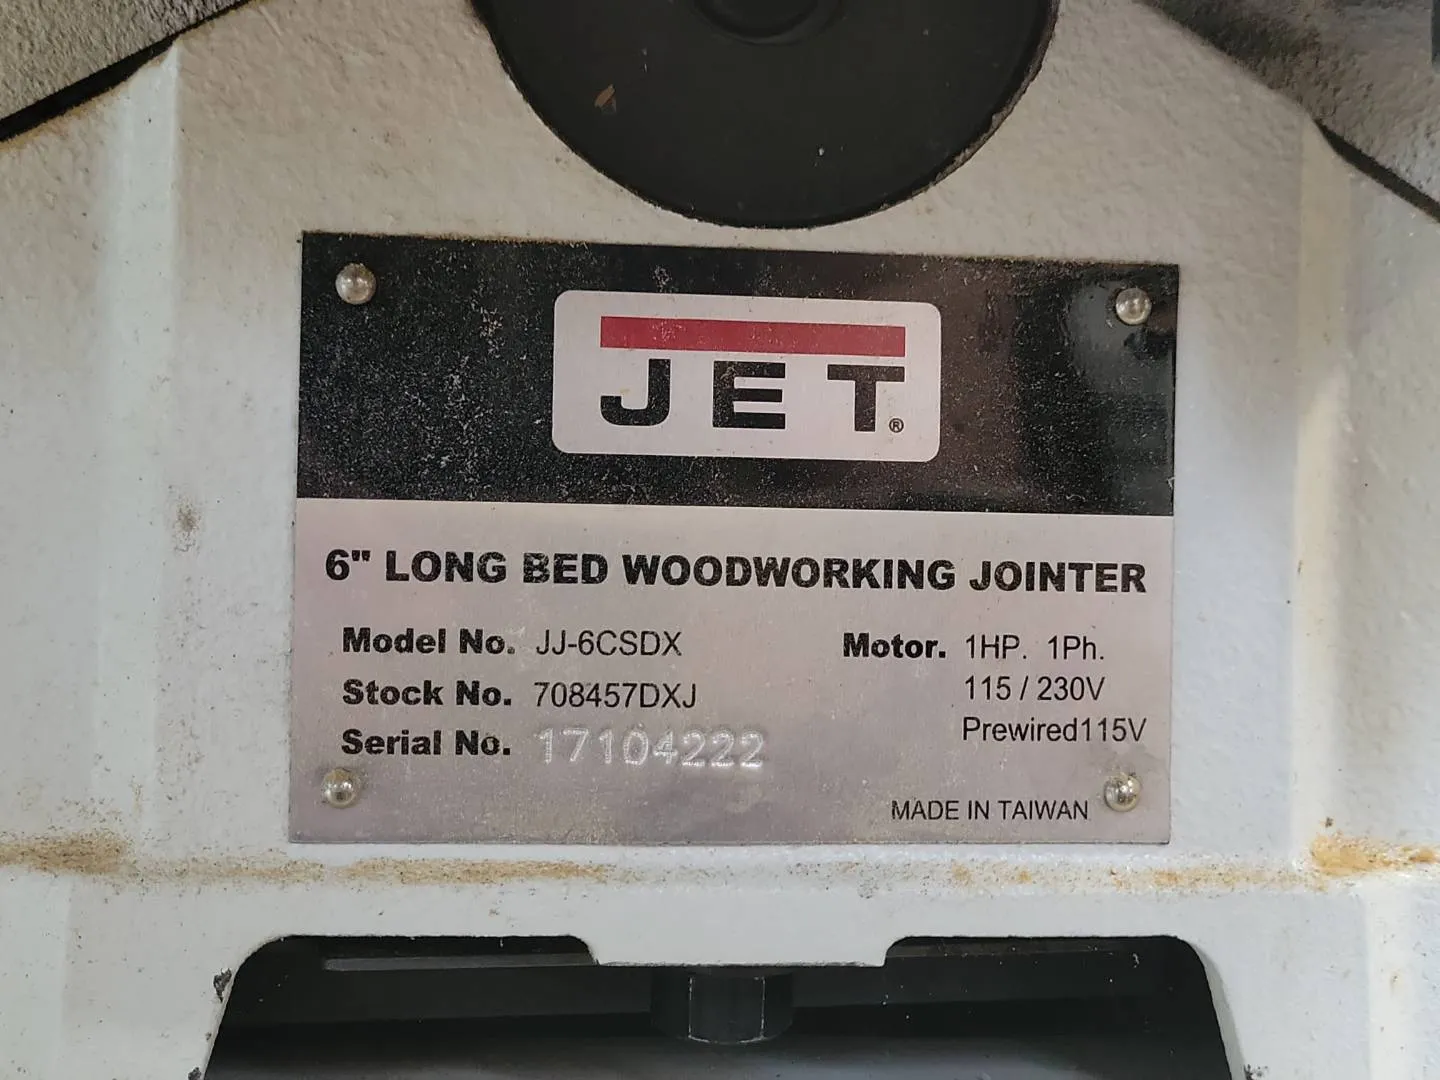 JET®
6" LONG BED WOODWORKING JOINTER
Model No. JJ-6CSDX
Stock No. 708457DXJ
Serial No. 17104222
Motor. 1HP. 1Ph.
115 / 230V
Prewired115V
MADE IN TAIWAN